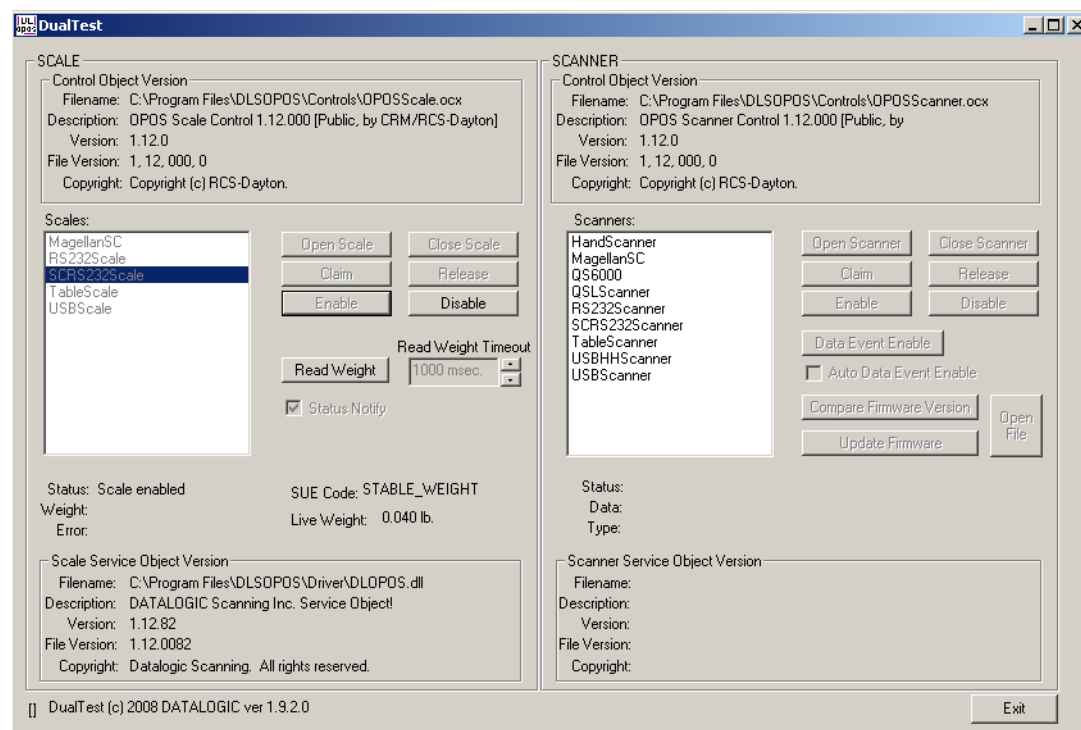 UL
opos
DualTest
SCALE
Control Object Version
Filename: C:\Program Files\DLSOPOS\Controls\OPOSScale.ocx
Description: OPOS Scale Control 1.12.000 [Public, by CRM/RCS-Dayton]
Version: 1.12.0
File Version: 1, 12, 000, 0
Copyright: Copyright (c) RCS-Dayton.
Scales:
MagellanSC
RS232Scale
SCRS232Scale
TableScale
USBScale
Open Scale
Close Scale
Claim
Release
Enable
Disable
Read Weight Timeout
Read Weight
1000 msec.
Status Notify
Status: Scale enabled
Weight:
Error:
SUE Code: STABLE_WEIGHT
Live Weight: 0.040 lb.
Scale Service Object Version
Filename: C:\Program Files\DLSOPOS\Driver\DLOPOS.dll
Description: DATALOGIC Scanning Inc. Service Object!
Version: 1.12.82
File Version: 1.12.0082
Copyright: Datalogic Scanning. All rights reserved.
SCANNER
Control Object Version
Filename: C:\Program Files\DLSOPOS\Controls\OPOSScanner.ocx
Description: OPOS Scanner Control 1.12.000 [Public, by
Version: 1.12.0
File Version: 1, 12, 000, 0
Copyright: Copyright (c) RCS-Dayton.
Scanners:
HandScanner
MagellanSC
QS6000
QSLScanner
RS232Scanner
SCRS232Scanner
TableScanner
USBHHScanner
USBScanner
Open Scanner
Close Scanner
Claim
Release
Enable
Disable
Data Event Enable
Auto Data Event Enable
Compare Firmware Version
Update Firmware
Open
File
Status:
Data:
Type:
Scanner Service Object Version
Filename:
Description:
Version:
File Version:
Copyright:
[] DualTest (c) 2008 DATALOGIC ver 1.9.2.0
Exit